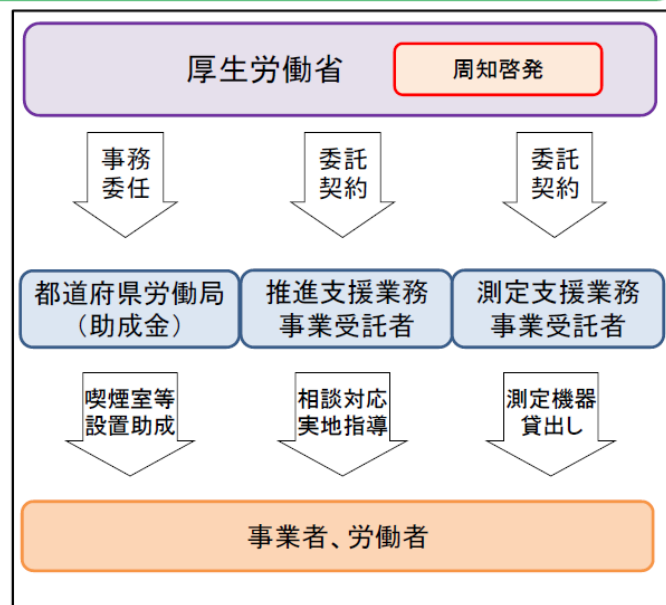 厚生労働省
周知啓発
事務
委任
委託
契約
委託
契約
都道府県労働局
（助成金）
推進支援業務
事業受託者
測定支援業務
事業受託者
喫煙室等
設置助成
相談対応
実地指導
測定機器
貸出し
事業者、労働者